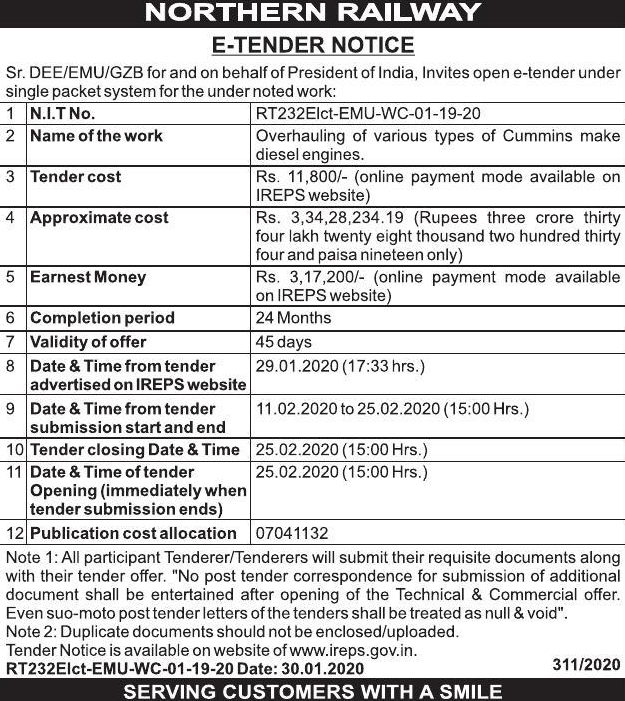 NORTHERN RAILWAY
E-TENDER NOTICE
Sr. DEE/EMU/GZB for and on behalf of President of India, Invites open e-tender under
single packet system for the under noted work:
1 N.I.T No. RT232Elct-EMU-WC-01-19-20
2 Name of the work Overhauling of various types of Cummins make
diesel engines.
3 Tender cost Rs. 11,800/- (online payment mode available on
IREPS website)
4 Approximate cost Rs. 3,34,28,234.19 (Rupees three crore thirty
four lakh twenty eight thousand two hundred thirty
four and paisa nineteen only)
5 Earnest Money Rs. 3,17,200/- (online payment mode available
on IREPS website)
6 Completion period 24 Months
7 Validity of offer 45 days
8 Date & Time from tender 29.01.2020 (17:33 hrs.)
advertised on IREPS website
9 Date & Time from tender 11.02.2020 to 25.02.2020 (15:00 Hrs.)
submission start and end
10 Tender closing Date & Time 25.02.2020 (15:00 Hrs.)
11 Date & Time of tender 25.02.2020 (15:00 Hrs.)
Opening (immediately when
tender submission ends)
12 Publication cost allocation 07041132
Note 1: All participant Tenderer/Tenderers will submit their requisite documents along
with their tender offer. "No post tender correspondence for submission of additional
document shall be entertained after opening of the Technical & Commercial offer.
Even suo-moto post tender letters of the tenders shall be treated as null & void".
Note 2: Duplicate documents should not be enclosed/uploaded.
Tender Notice is available on website of www.ireps.gov.in.
RT232Elct-EMU-WC-01-19-20 Date: 30.01.2020 311/2020
SERVING CUSTOMERS WITH A SMILE